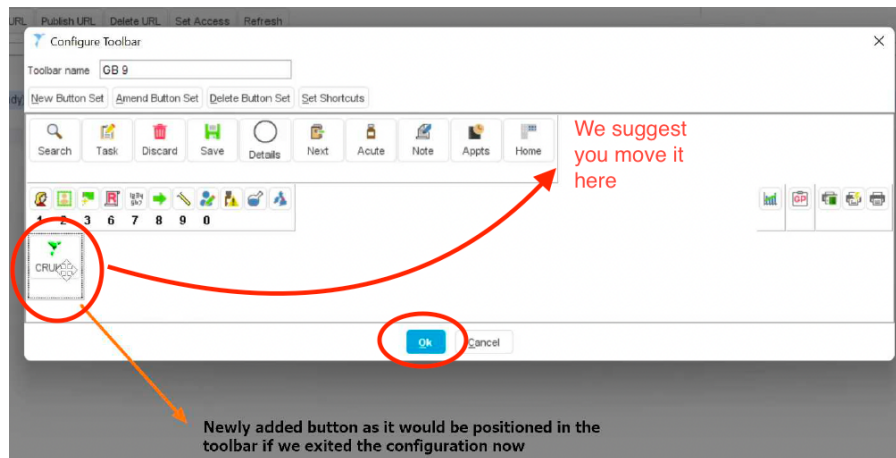 URL Publish URL Delete URL Set Access Refresh
Configure Toolbar
Toolbar name GB 9
New Button Set Amend Button Set Delete Button Set Set Shortcuts
Search Task Discard Save Details Next Acute Note Appts Home
We suggest
you move it
here
1 2 3 6 7 8 9 0
GP
CRUK
Ok Cancel
Newly added button as it would be positioned in the
toolbar if we exited the configuration now